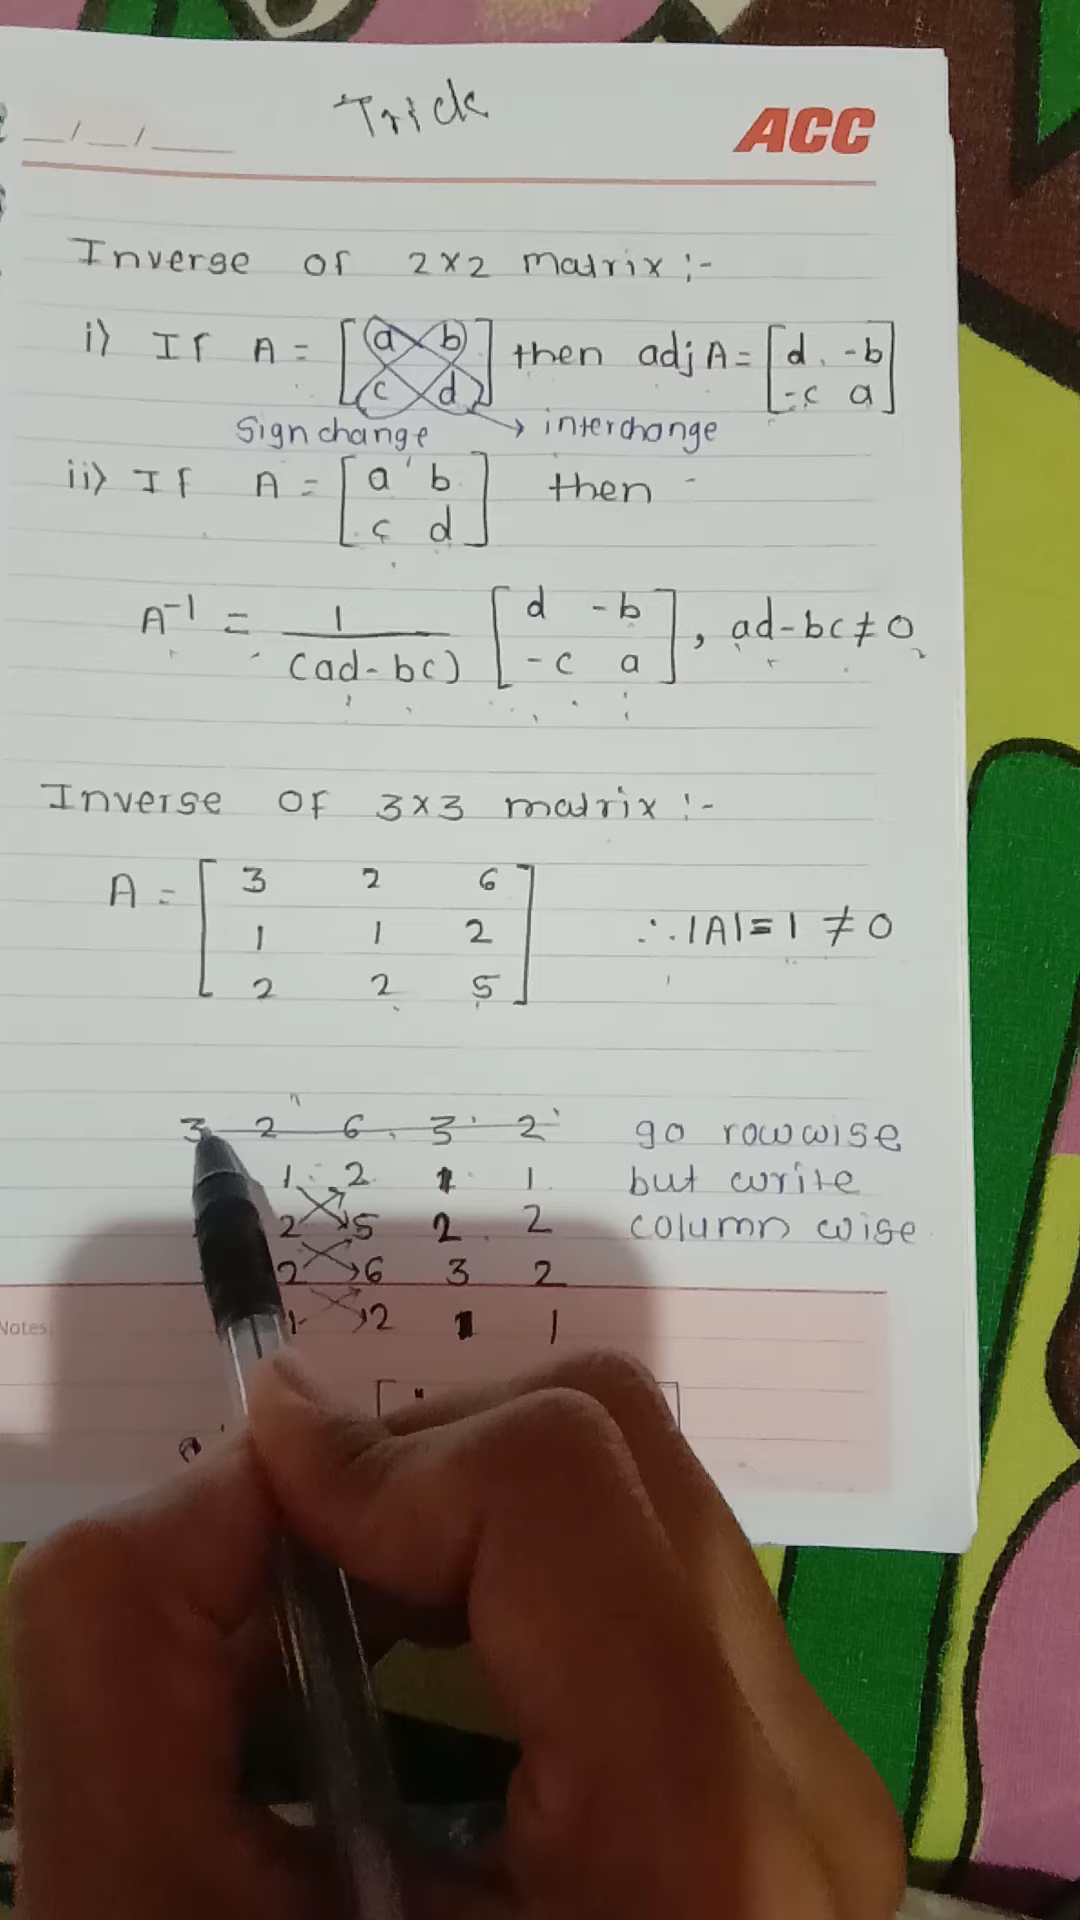 Trick
ACC
Inverse of 2×2 matrix :-
i) If A = [a b] then adj A = [d -b]
[c d] [-c a]
sign change → interchange
ii) If A = [a b] then
[c d]
A⁻¹ = 1 [d -b], ad-bc ≠ 0
(ad-bc) [-c a]
Inverse of 3×3 matrix :-
A = [3 2 6]
[1 1 2] ∴ |A| = 1 ≠ 0
[2 2 5]
3 2 6 3 2 go rowwise
1 2 1 1 but write
2 5 2 2 column wise
2 6 3 2
Notes
1 2 1 1